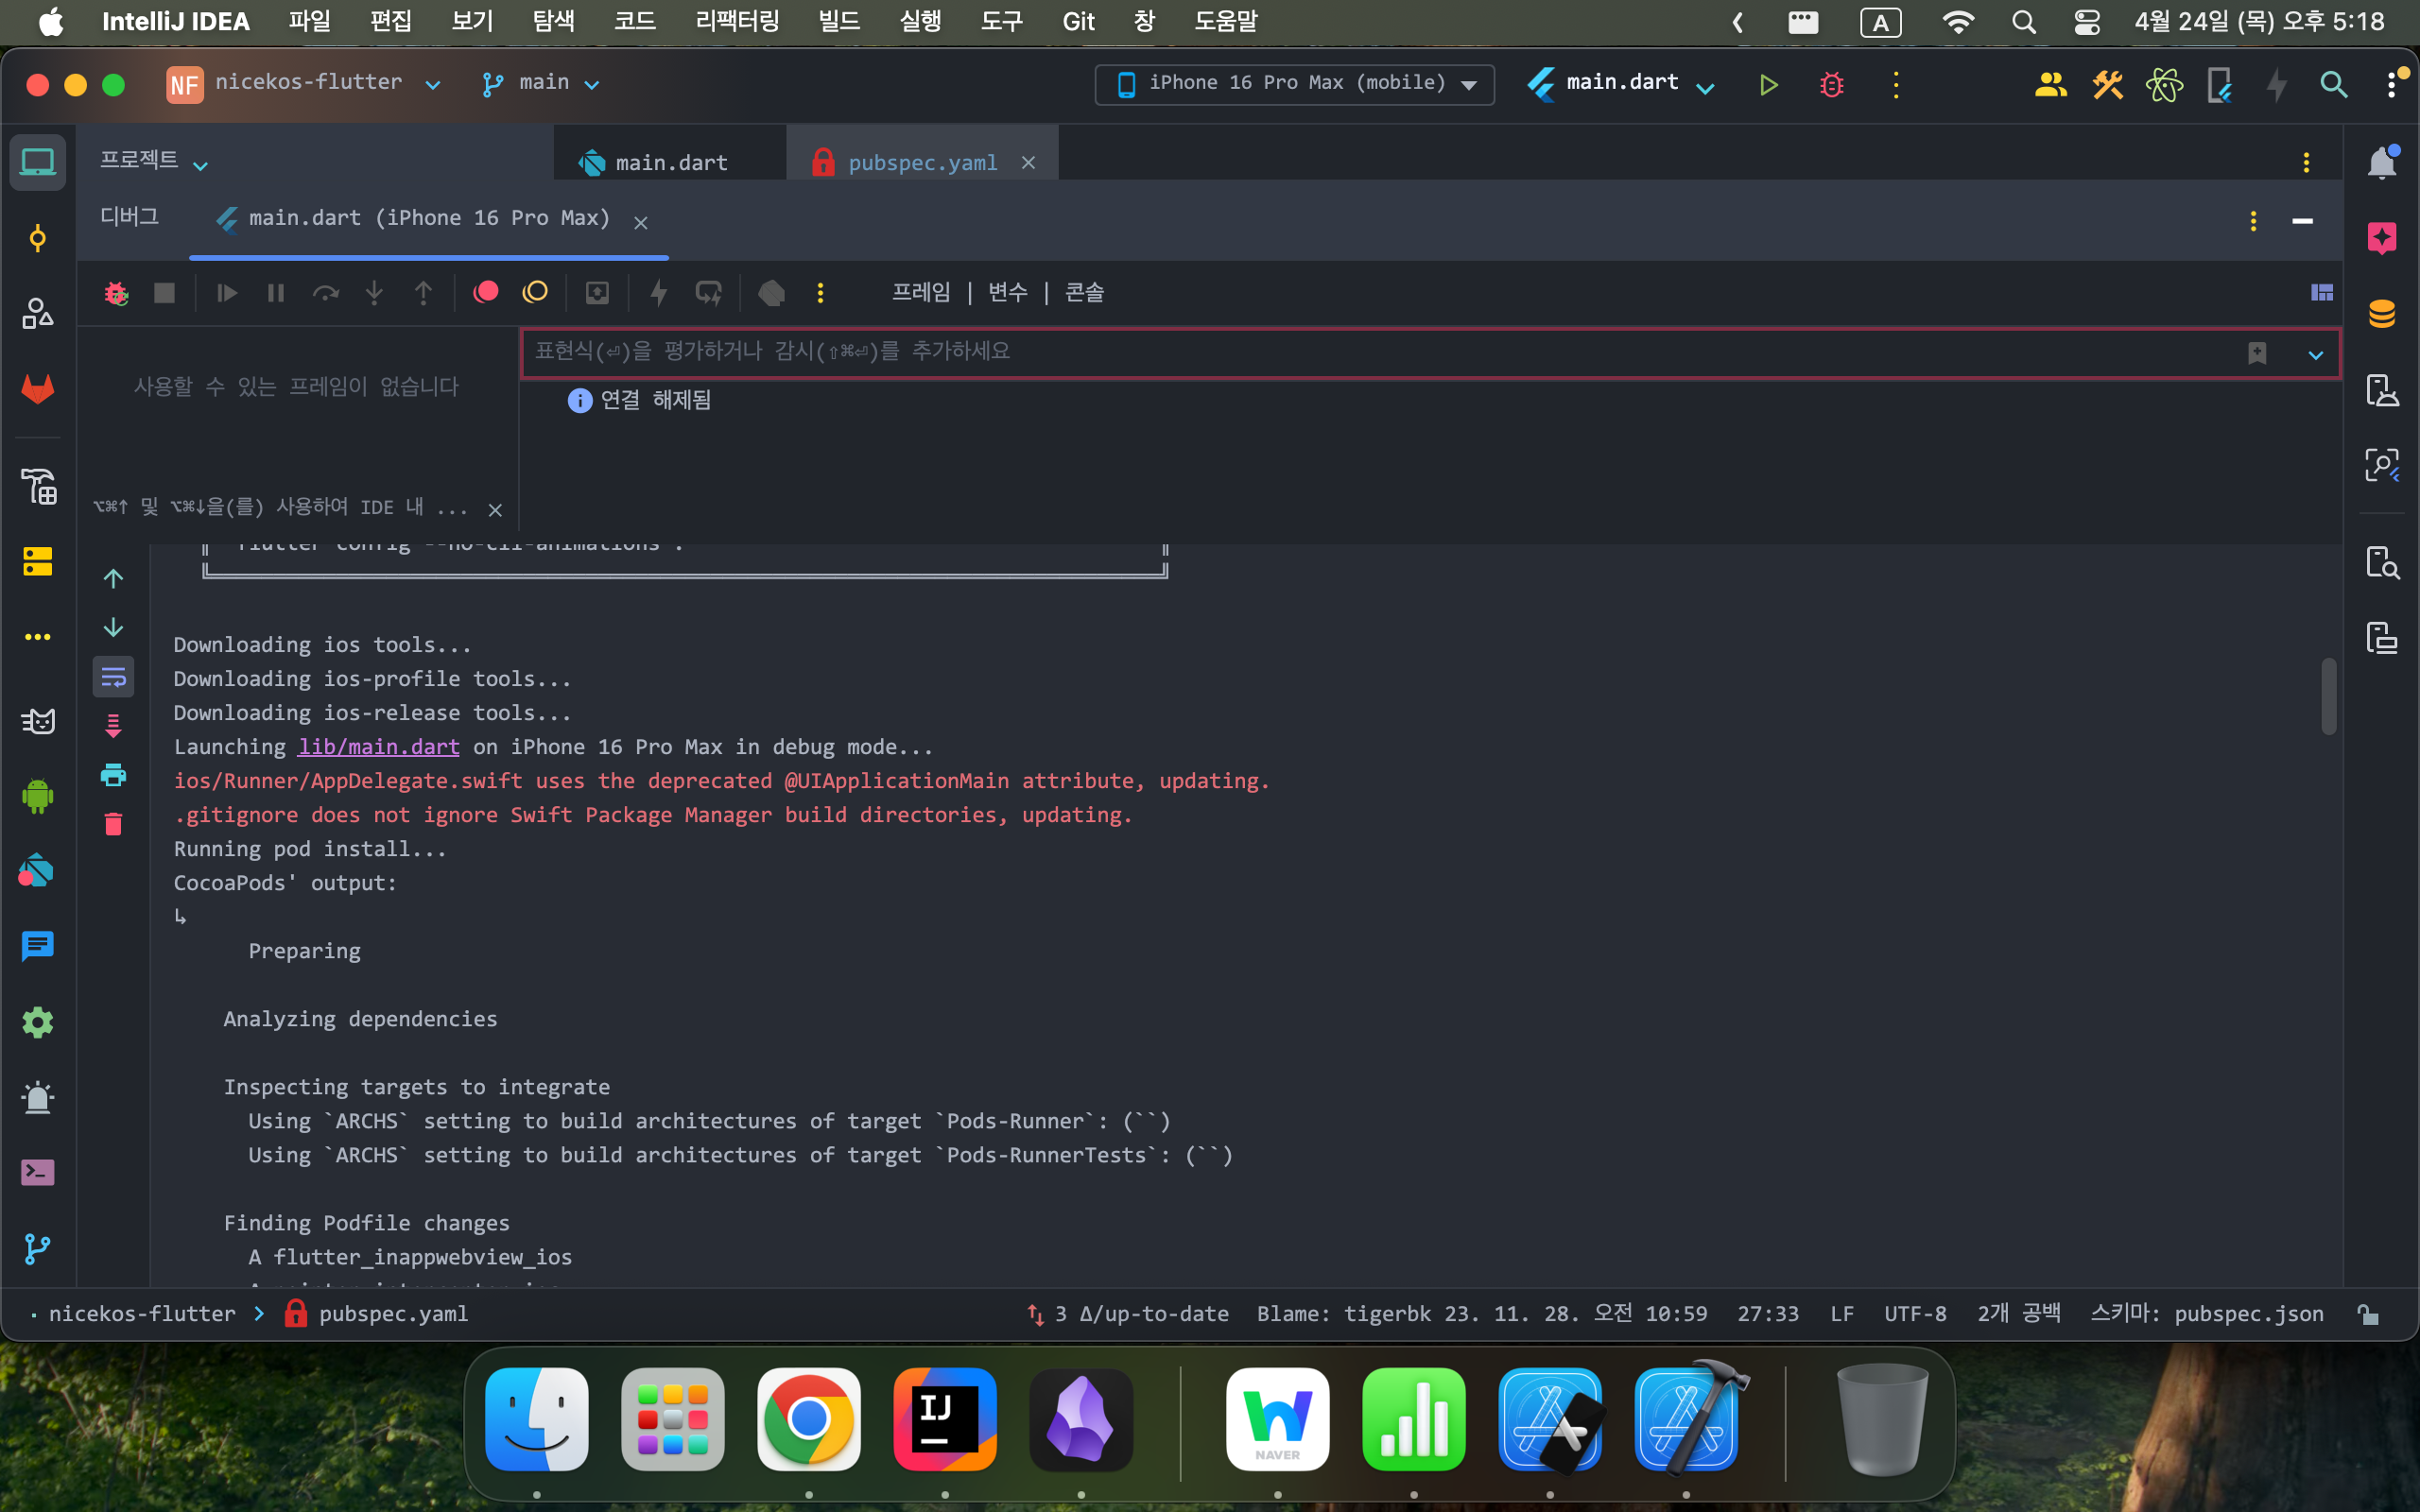 IntelliJ IDEA 파일 편집 보기 탐색 코드 리팩터링 빌드 실행 도구 Git 창 도움말 A 4월 24일 (목) 오후 5:18
NF nicekos-flutter main iPhone 16 Pro Max (mobile) main.dart
프로젝트 main.dart pubspec.yaml
디버그 main.dart (iPhone 16 Pro Max)
프레임 | 변수 | 콘솔
표현식(⏎)을 평가하거나 감시(⇧⌘⏎)를 추가하세요
사용할 수 있는 프레임이 없습니다
연결 해제됨
⌥⌘↑ 및 ⌥⌘↓을(를) 사용하여 IDE 내 ...
flutter config --no-cli-animations`.
Downloading ios tools...
Downloading ios-profile tools...
Downloading ios-release tools...
Launching lib/main.dart on iPhone 16 Pro Max in debug mode...
ios/Runner/AppDelegate.swift uses the deprecated @UIApplicationMain attribute, updating.
.gitignore does not ignore Swift Package Manager build directories, updating.
Running pod install...
CocoaPods' output:
↳
Preparing
Analyzing dependencies
Inspecting targets to integrate
Using `ARCHS` setting to build architectures of target `Pods-Runner`: (``)
Using `ARCHS` setting to build architectures of target `Pods-RunnerTests`: (``)
Finding Podfile changes
A flutter_inappwebview_ios
nicekos-flutter pubspec.yaml 3 Δ/up-to-date Blame: tigerbk 23. 11. 28. 오전 10:59 27:33 LF UTF-8 2개 공백 스키마: pubspec.json
IJ
NAVER